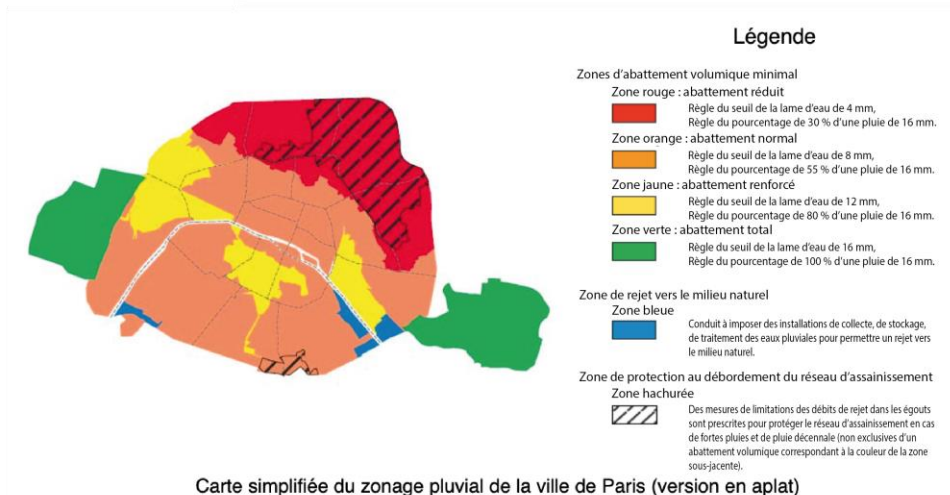 Légende
Zones d'abattement volumique minimal
Zone rouge : abattement réduit
Règle du seuil de la lame d'eau de 4 mm,
Règle du pourcentage de 30 % d'une pluie de 16 mm.
Zone orange : abattement normal
Règle du seuil de la lame d'eau de 8 mm,
Règle du pourcentage de 55 % d'une pluie de 16 mm.
Zone jaune : abattement renforcé
Règle du seuil de la lame d'eau de 12 mm,
Règle du pourcentage de 80 % d'une pluie de 16 mm.
Zone verte : abattement total
Règle du seuil de la lame d'eau de 16 mm,
Règle du pourcentage de 100 % d'une pluie de 16 mm.
Zone de rejet vers le milieu naturel
Zone bleue
Conduit à imposer des installations de collecte, de stockage,
de traitement des eaux pluviales pour permettre un rejet vers
le milieu naturel.
Zone de protection au débordement du réseau d'assainissement
Zone hachurée
Des mesures de limitations des débits de rejet dans les égouts
sont prescrites pour protéger le réseau d'assainissement en cas
de fortes pluies et de pluie décennale (non exclusives d'un
abattement volumique correspondant à la couleur de la zone
sous-jacente).
Carte simplifiée du zonage pluvial de la ville de Paris (version en aplat)